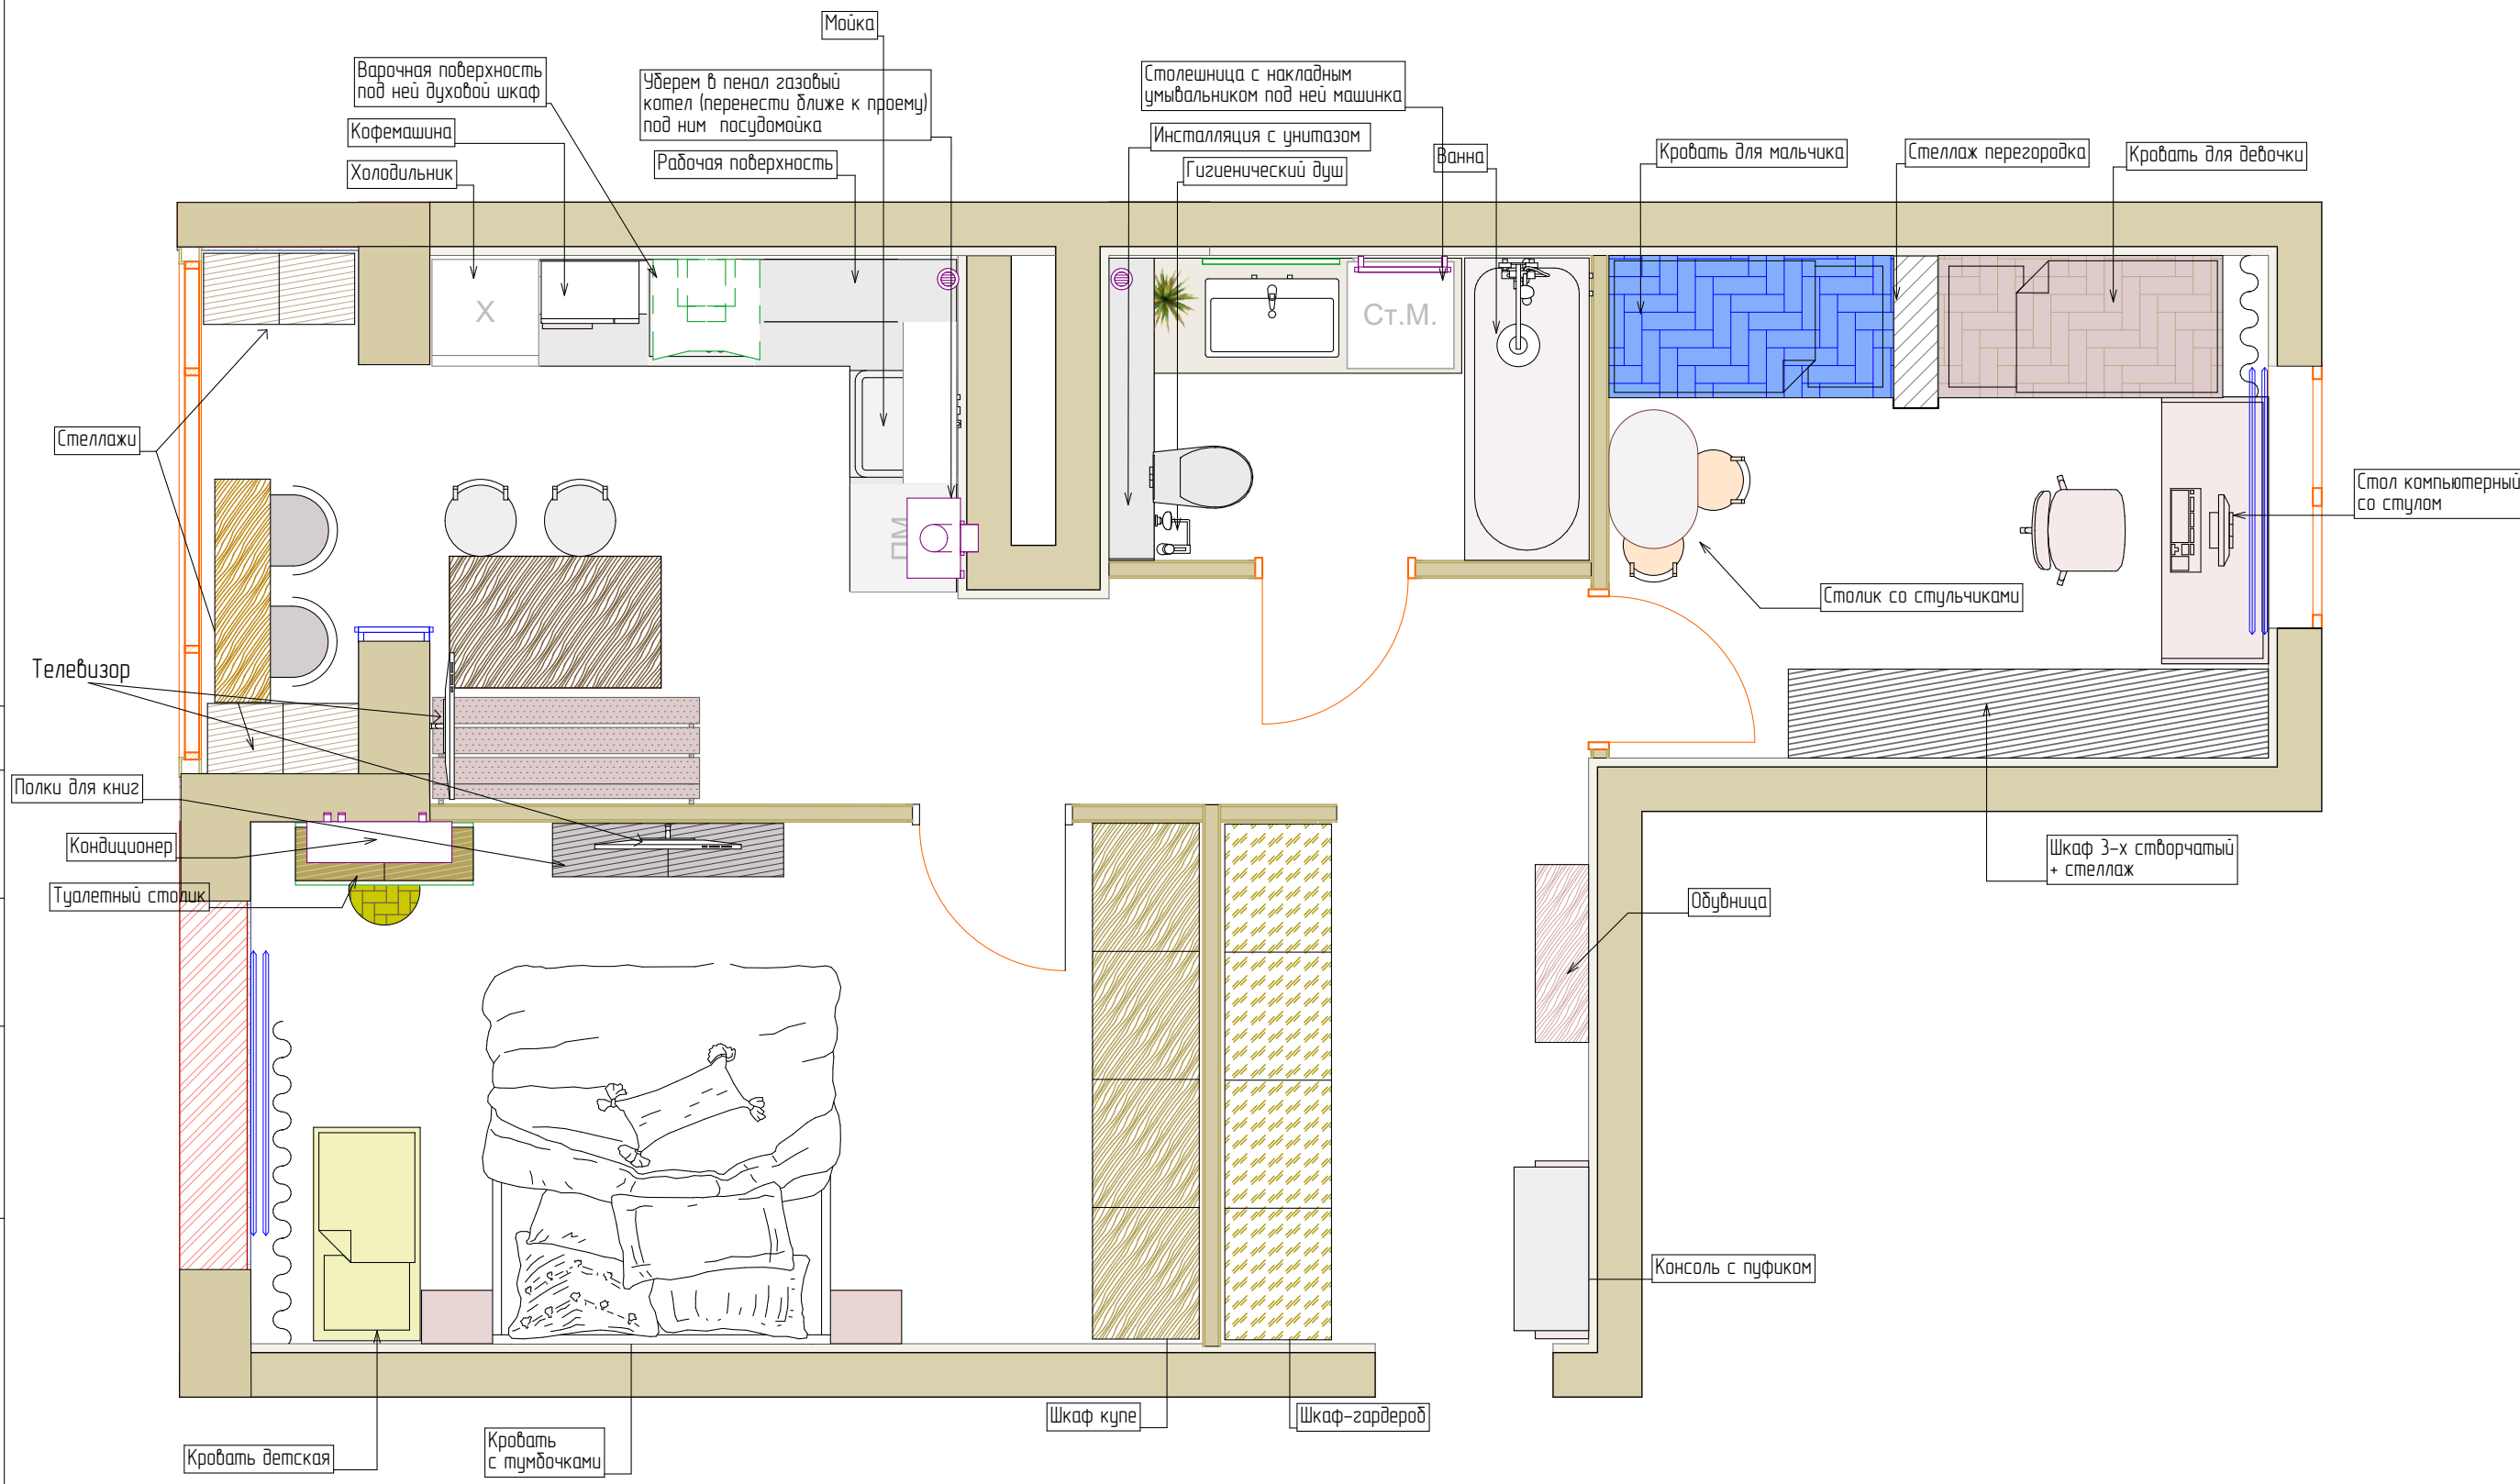 Мойка
Варочная поверхность
под ней духовой шкаф
Уберем в пенал газовый
котел (перенести ближе к проему)
под ним посудомойка
Столешница с накладным
умывальником под ней машинка
Кофемашина
Инсталляция с унитазом
Холодильник
Рабочая поверхность
Гигиенический душ
Ванна
Кровать для мальчика
Стеллаж перегородка
Кровать для девочки
Х
Ст.М.
Стеллажи
Стол компьютерный
со стулом
ПМ
Столик со стульчиками
Телевизор
Полки для книг
Кондиционер
Туалетный столик
Шкаф 3-х створчатый
+ стеллаж
Обувница
Консоль с пуфиком
Шкаф купе
Шкаф-гардероб
Кровать детская
Кровать
с тумбочками